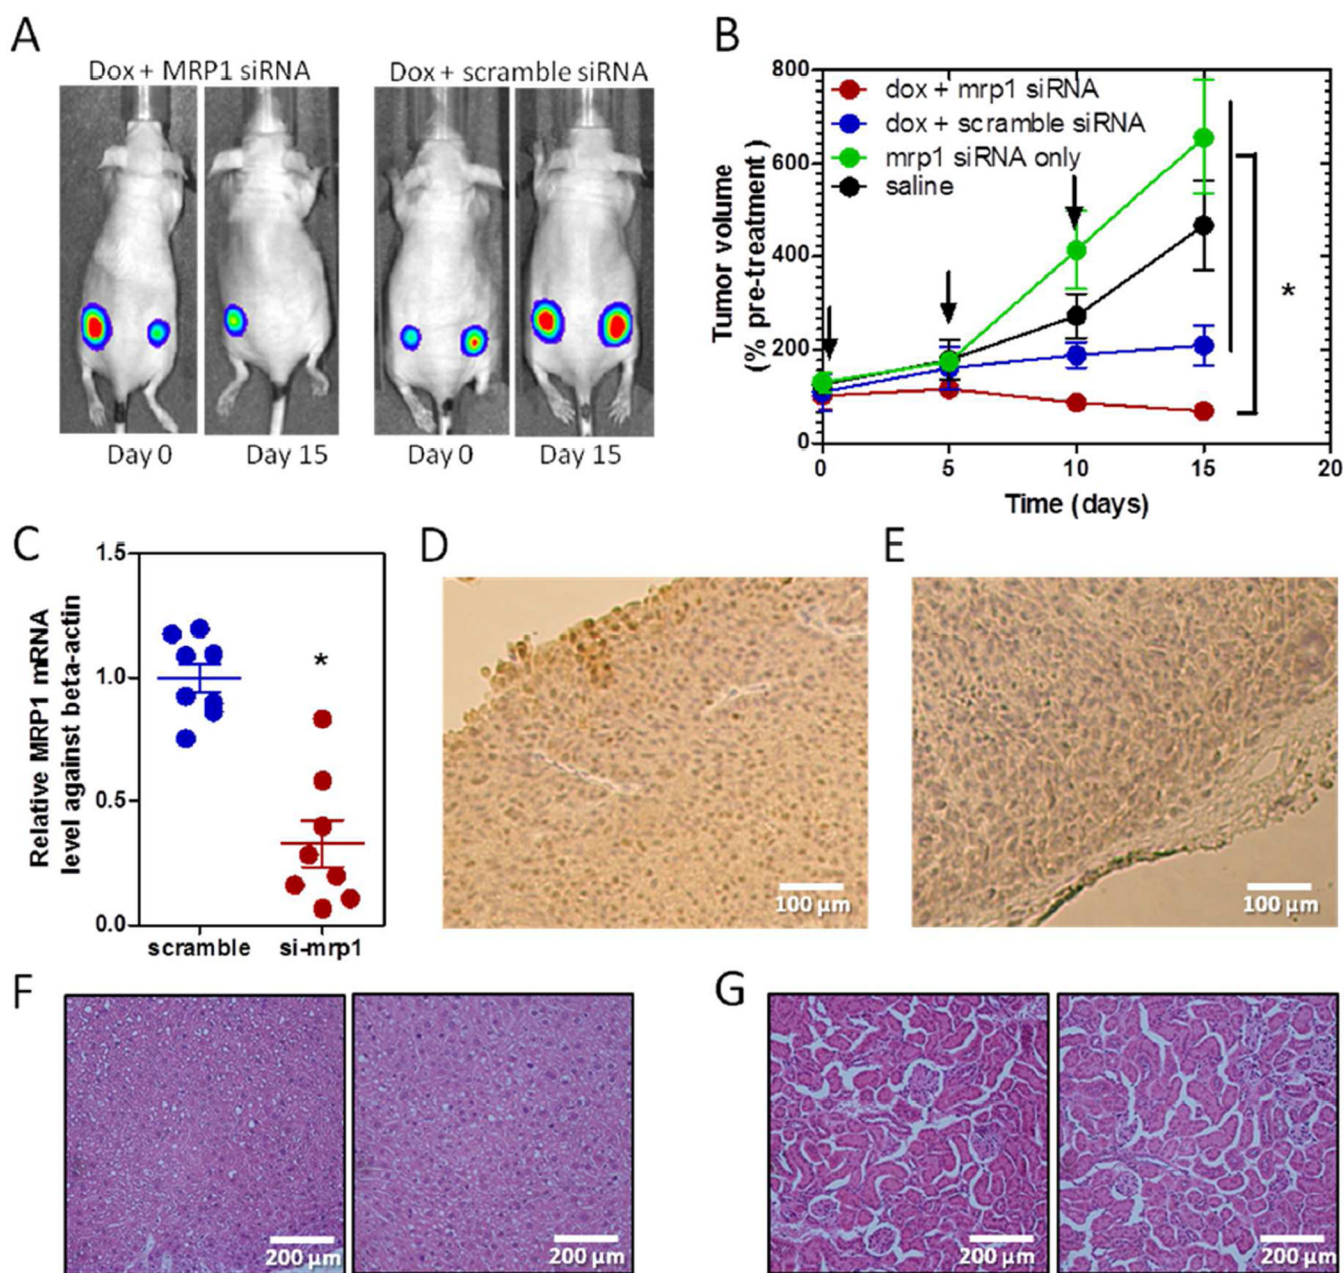 A
Dox + MRP1 siRNA
Dox + scramble siRNA
Day 0
Day 15
Day 0
Day 15
B
800
600
400
200
0
Tumor volume
(% pre-treatment )
dox + mrp1 siRNA
dox + scramble siRNA
mrp1 siRNA only
saline
*
0
5
10
15
20
Time (days)
C
1.5
1.0
0.5
0.0
Relative MRP1 mRNA
level against beta-actin
*
scramble
si-mrp1
D
100 µm
E
100 µm
F
200 µm
200 µm
G
200 µm
200 µm